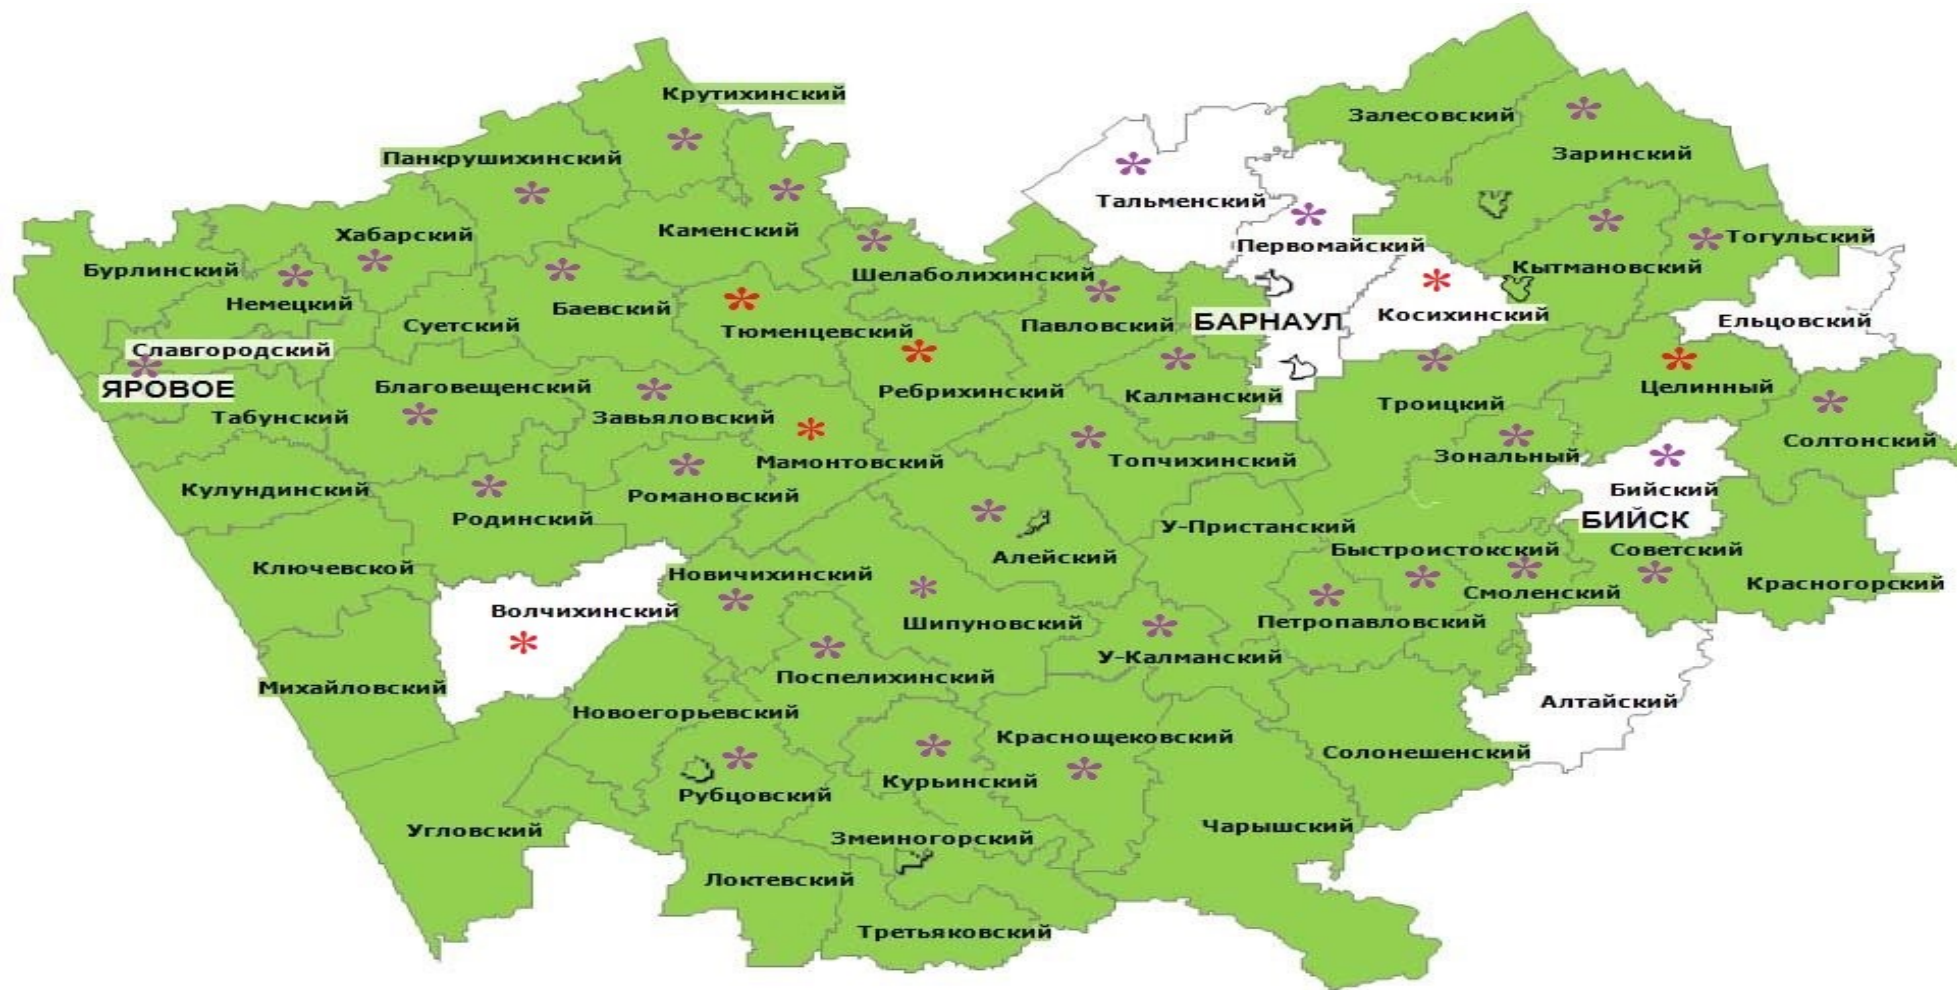 Крутихинский
Залесовский
Заринский
Панкрушихинский
Тальменский
Каменский
Хабарский
Первомайский
Тогульский
Бурлинский
Шелаболихинский
Кытмановский
Немецкий
Баевский
Косихинский
Ельцовский
Суетский
Тюменцевский
Павловский
БАРНАУЛ
Славгородский
ЯРОВОЕ
Благовещенский
Целинный
Ребрихинский
Калманский
Троицкий
Табунский
Завьяловский
Солтонский
Зональный
Мамонтовский
Топчихинский
Кулундинский
Бийский
Романовский
Родинский
БИЙСК
У-Пристанский
Быстроистокский
Советский
Алейский
Ключевской
Новичихинский
Красногорский
Смоленский
Волчихинский
Шипуновский
Петропавловский
У-Калманский
Поспелихинский
Михайловский
Алтайский
Новоегорьевский
Краснощековский
Солонешенский
Курьинский
Рубцовский
Угловский
Чарышский
Змеиногорский
Локтевский
Третьяковский